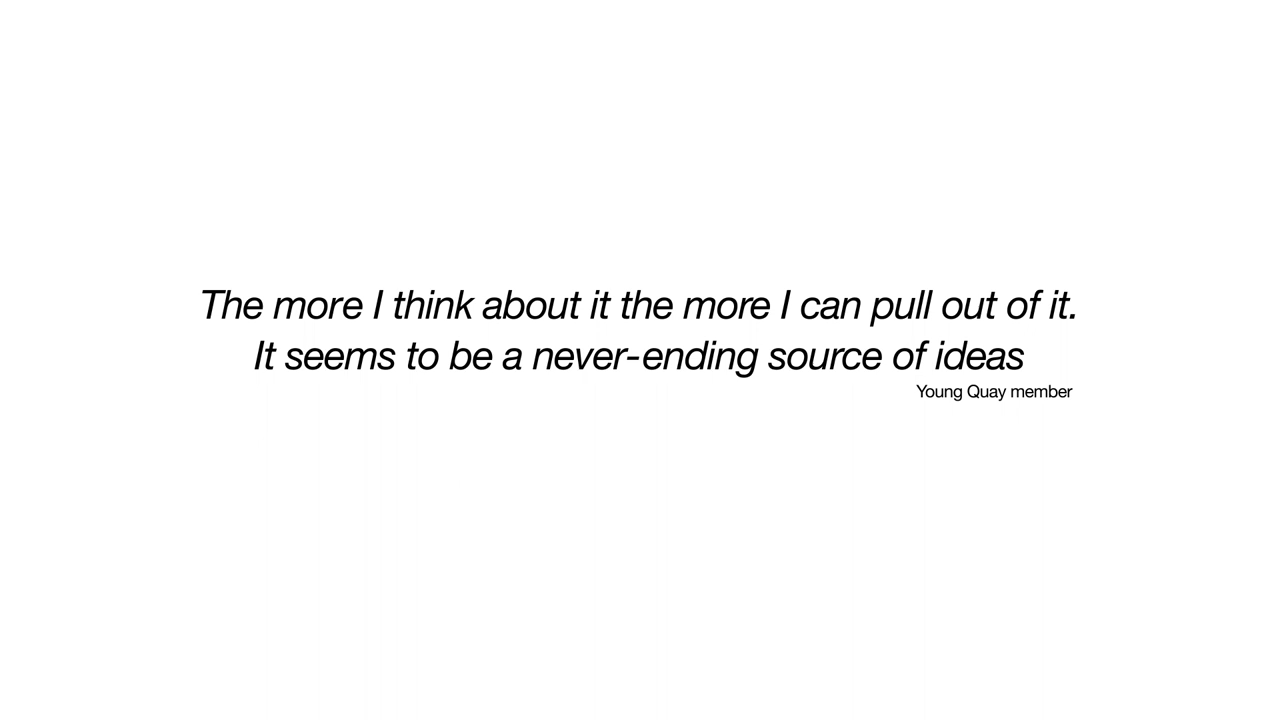 The more I think about it the more I can pull out of it.
It seems to be a never-ending source of ideas
Young Quay member